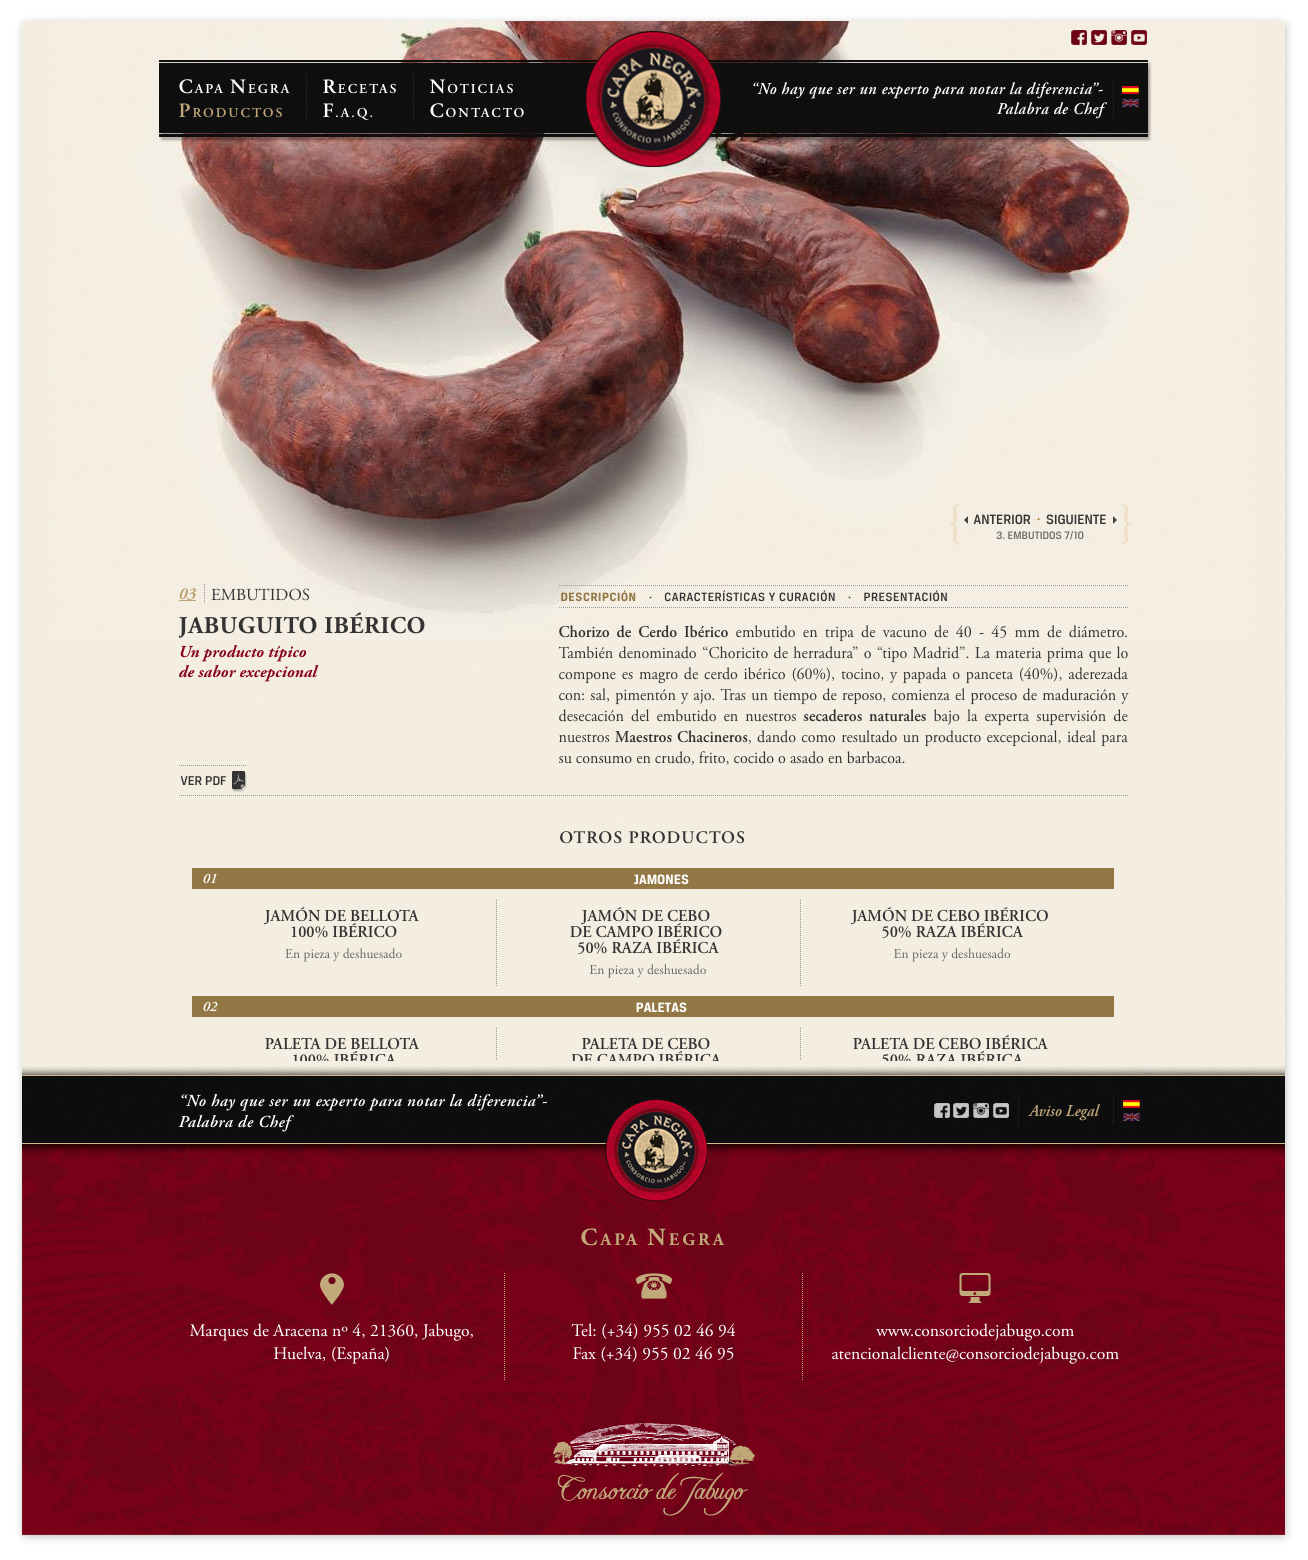 CAPA NEGRA
PRODUCTOS
RECETAS
F.A.Q.
NOTICIAS
CONTACTO
CAPA NEGRA
CONSORCIO DE JABUGO
“No hay que ser un experto para notar la diferencia”-
Palabra de Chef
ANTERIOR · SIGUIENTE
3. EMBUTIDOS 7/10
03 EMBUTIDOS
JABUGUITO IBÉRICO
Un producto típico
de sabor excepcional
VER PDF
DESCRIPCIÓN · CARACTERÍSTICAS Y CURACIÓN · PRESENTACIÓN
Chorizo de Cerdo Ibérico embutido en tripa de vacuno de 40 - 45 mm de diámetro.
También denominado “Choricito de herradura” o “tipo Madrid”. La materia prima que lo
compone es magro de cerdo ibérico (60%), tocino, y papada o panceta (40%), aderezada
con: sal, pimentón y ajo. Tras un tiempo de reposo, comienza el proceso de maduración y
desecación del embutido en nuestros secaderos naturales bajo la experta supervisión de
nuestros Maestros Chacineros, dando como resultado un producto excepcional, ideal para
su consumo en crudo, frito, cocido o asado en barbacoa.
OTROS PRODUCTOS
01 JAMONES
JAMÓN DE BELLOTA
100% IBÉRICO
En pieza y deshuesado
JAMÓN DE CEBO
DE CAMPO IBÉRICO
50% RAZA IBÉRICA
En pieza y deshuesado
JAMÓN DE CEBO IBÉRICO
50% RAZA IBÉRICA
En pieza y deshuesado
02 PALETAS
PALETA DE BELLOTA
100% IBÉRICA
PALETA DE CEBO
DE CAMPO IBÉRICA
PALETA DE CEBO IBÉRICA
50% RAZA IBÉRICA
“No hay que ser un experto para notar la diferencia”-
Palabra de Chef
CAPA NEGRA
CONSORCIO DE JABUGO
Aviso Legal
CAPA NEGRA
Marques de Aracena nº 4, 21360, Jabugo,
Huelva, (España)
Tel: (+34) 955 02 46 94
Fax (+34) 955 02 46 95
www.consorciodejabugo.com
atencionalcliente@consorciodejabugo.com
Consorcio de Jabugo